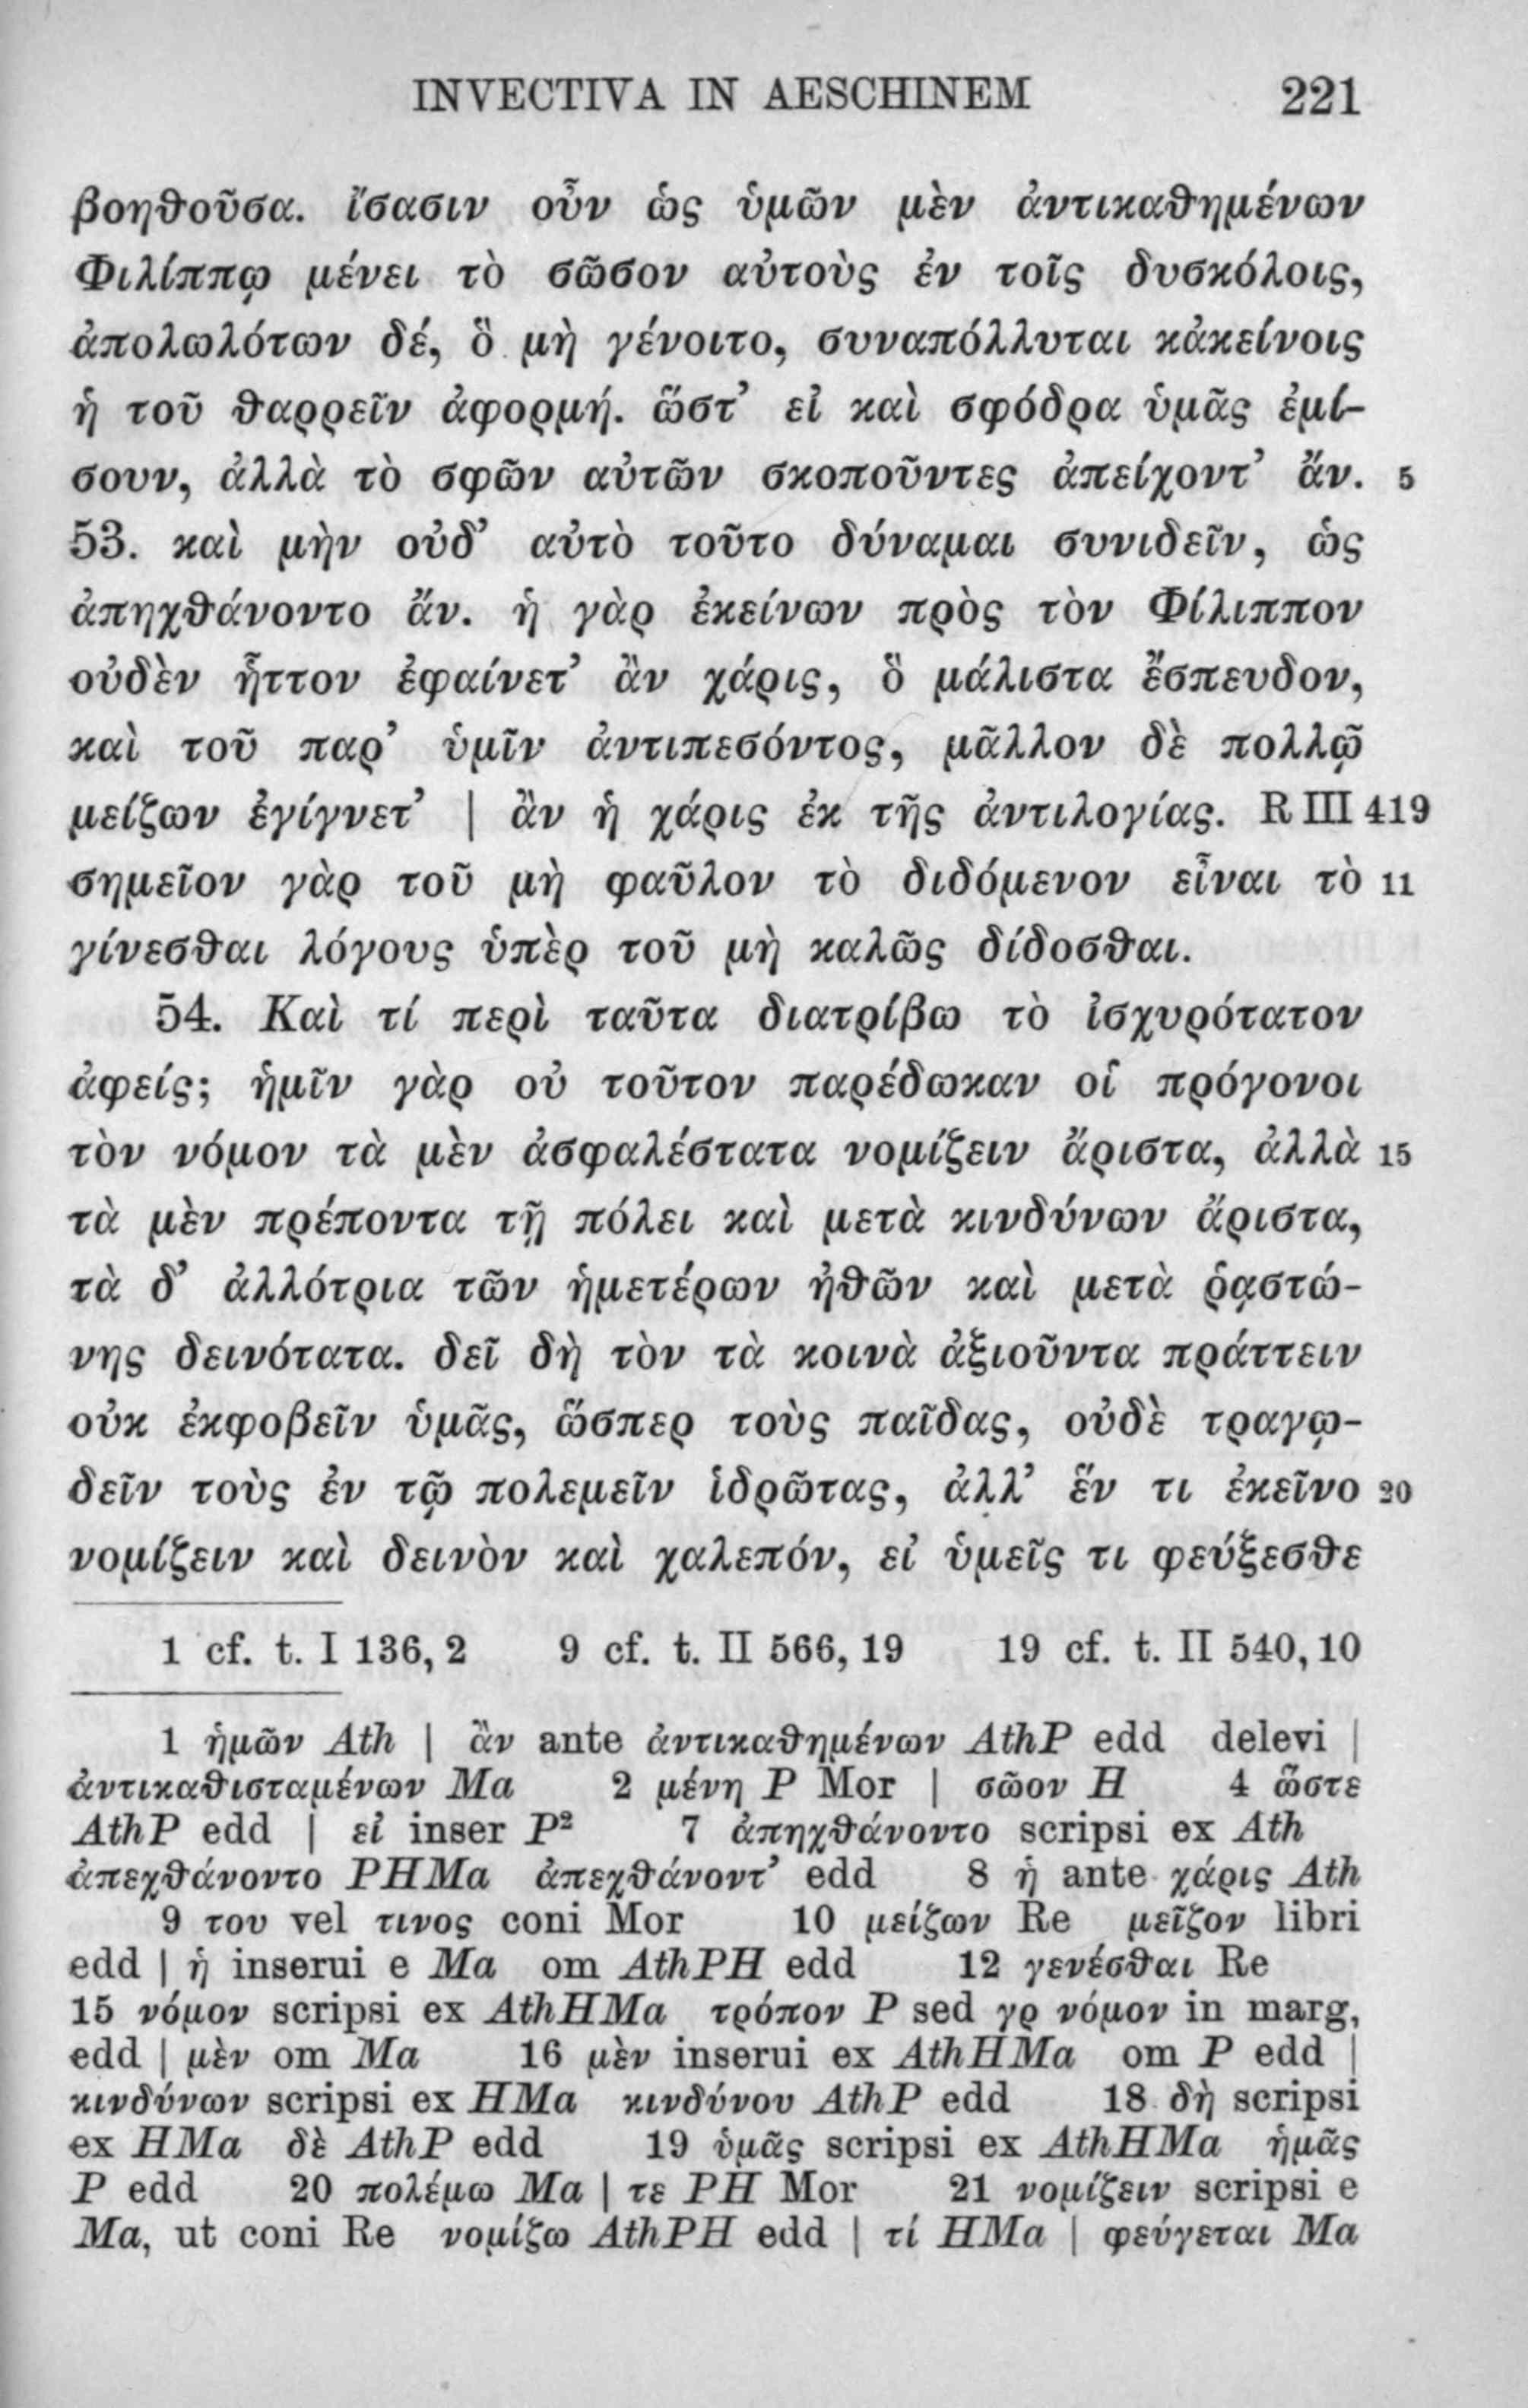 INVECTIVA IN AESCHINEM 221
βοηθοῦσα. ἴσασιν οὖν ὡς ὑμῶν μὲν ἀντικαθημένων
Φιλίππῳ μένει τὸ σῶσον αὐτοὺς ἐν τοῖς δυσκόλοις,
ἀπολωλότων δέ, ὃ μὴ γένοιτο, συναπόλλυται κἀκείνοις
ἡ τοῦ θαρρεῖν ἀφορμή. ὥστ’ εἰ καὶ σφόδρα ὑμᾶς ἐμί-
σουν, ἀλλὰ τὸ σφῶν αὐτῶν σκοποῦντες ἀπείχοντ’ ἄν. 5
53. καὶ μὴν οὐδ’ αὐτὸ τοῦτο δύναμαι συνιδεῖν, ὡς
ἀπηχθάνοντο ἄν. ἡ γὰρ ἐκείνων πρὸς τὸν Φίλιππον
οὐδὲν ἧττον ἐφαίνετ’ ἂν χάρις, ὃ μάλιστα ἔσπευδον,
καὶ τοῦ παρ’ ὑμῖν ἀντιπεσόντος, μᾶλλον δὲ πολλῷ
μείζων ἐγίγνετ’ | ἂν ἡ χάρις ἐκ τῆς ἀντιλογίας. R III 419
σημεῖον γὰρ τοῦ μὴ φαῦλον τὸ διδόμενον εἶναι τὸ 11
γίνεσθαι λόγους ὑπὲρ τοῦ μὴ καλῶς δίδοσθαι.
54. Καὶ τί περὶ ταῦτα διατρίβω τὸ ἰσχυρότατον
ἀφείς; ἡμῖν γὰρ οὐ τοῦτον παρέδωκαν οἱ πρόγονοι
τὸν νόμον τὰ μὲν ἀσφαλέστατα νομίζειν ἄριστα, ἀλλὰ 15
τὰ μὲν πρέποντα τῇ πόλει καὶ μετὰ κινδύνων ἄριστα,
τὰ δ’ ἀλλότρια τῶν ἡμετέρων ἠθῶν καὶ μετὰ ῥᾳστώ-
νης δεινότατα. δεῖ δὴ τὸν τὰ κοινὰ ἀξιοῦντα πράττειν
οὐκ ἐκφοβεῖν ὑμᾶς, ὥσπερ τοὺς παῖδας, οὐδὲ τραγῳ-
δεῖν τοὺς ἐν τῷ πολεμεῖν ἱδρῶτας, ἀλλ’ ἕν τι ἐκεῖνο 20
νομίζειν καὶ δεινὸν καὶ χαλεπόν, εἰ ὑμεῖς τι φεύξεσθε
1 cf. t. I 136, 2 9 cf. t. II 566, 19 19 cf. t. II 540, 10
1 ἡμῶν Ath | ἂν ante ἀντικαθημένων AthP edd delevi |
ἀντικαθισταμένων Ma 2 μένη P Mor | σῶον H 4 ὥστε
AthP edd | εἰ inser P² 7 ἀπηχθάνοντο scripsi ex Ath
ἀπεχθάνοντο PHMa ἀπεχθάνοντ’ edd 8 ἡ ante χάρις Ath
9 του vel τινος coni Mor 10 μείζων Re μεῖζον libri
edd | ἡ inserui e Ma om AthPH edd 12 γενέσθαι Re
15 νόμον scripsi ex AthHMa τρόπον P sed γρ νόμον in marg,
edd | μὲν om Ma 16 μὲν inserui ex AthHMa om P edd |
κινδύνων scripsi ex HMa κινδύνου AthP edd 18 δὴ scripsi
ex HMa δὲ AthP edd 19 ὑμᾶς scripsi ex AthHMa ἡμᾶς
P edd 20 πολέμω Ma | τε PH Mor 21 νομίζειν scripsi e
Ma, ut coni Re νομίζω AthPH edd | τί HMa | φεύγεται Ma